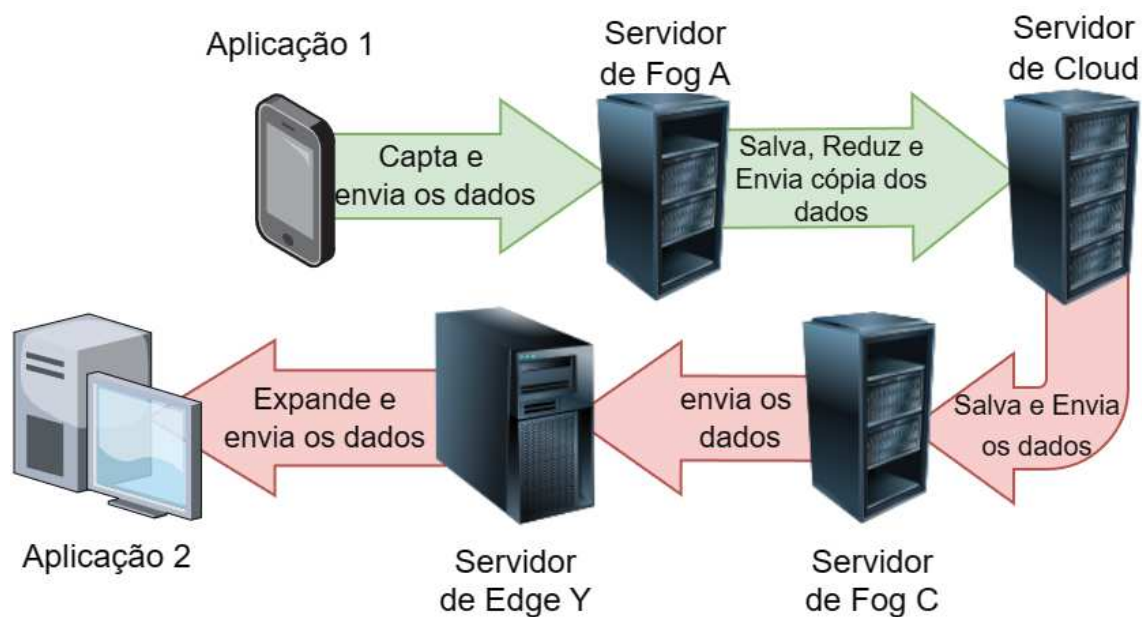 Aplicação 1
Servidor
de Fog A
Servidor
de Cloud
Capta e
envia os dados
Salva, Reduz e
Envia cópia dos
dados
Expande e
envia os dados
envia os
dados
Salva e Envia
os dados
Aplicação 2
Servidor
de Edge Y
Servidor
de Fog C